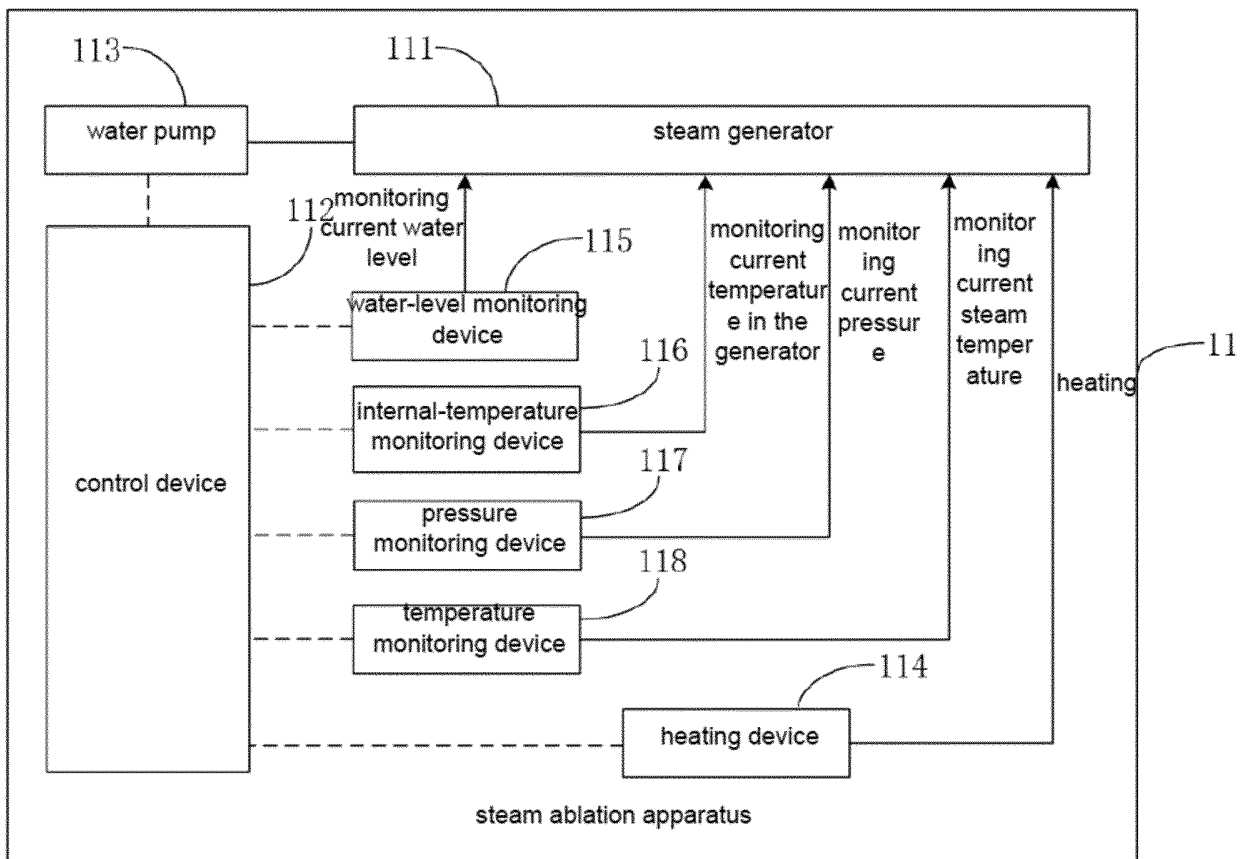 113
111
water pump
steam generator
monitoring
current water
level
112
115
monitoring
current
temperatur
e in the
generator
monitor
ing
current
pressur
e
monitor
ing
current
steam
temper
ature
11
heating
water-level monitoring
device
116
internal-temperature
monitoring device
control device
117
pressure
monitoring device
118
temperature
monitoring device
114
heating device
steam ablation apparatus